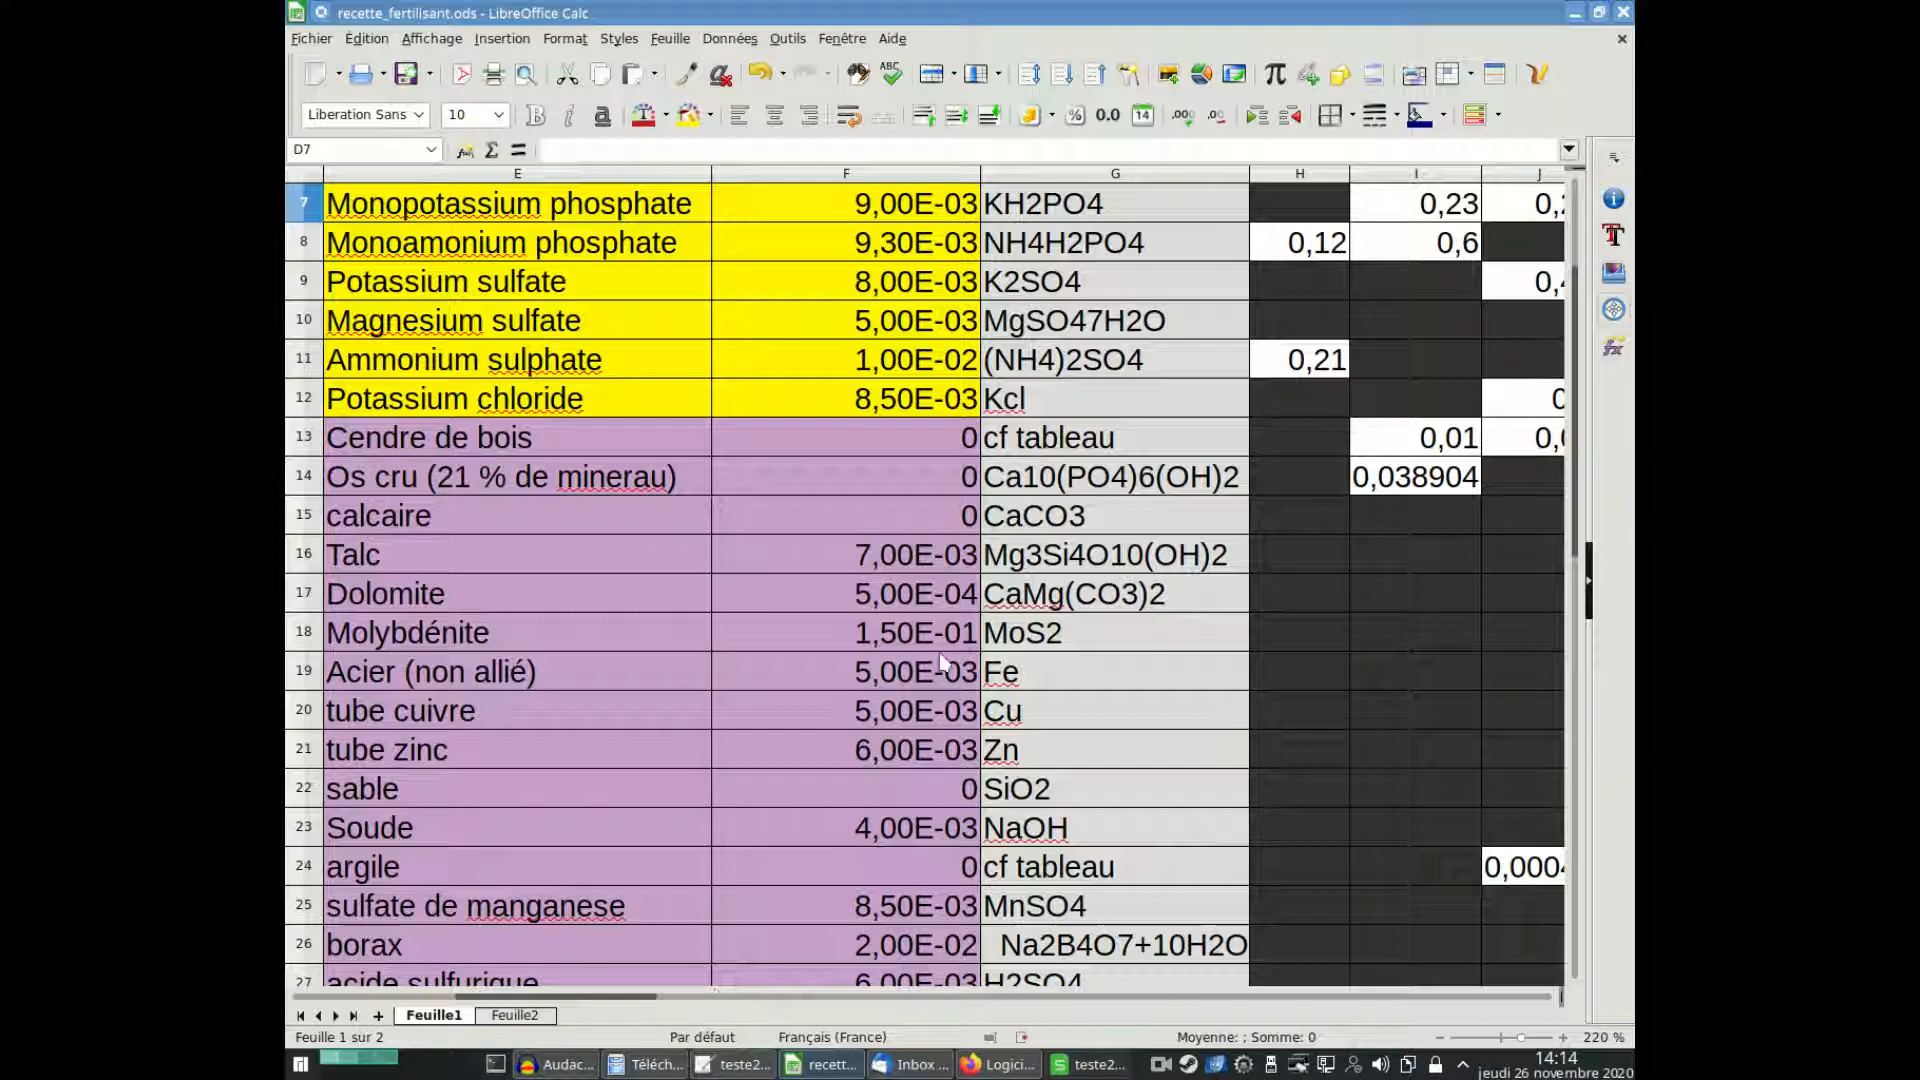 recette_fertilisant.ods - LibreOffice Calc
Fichier Édition Affichage Insertion Format Styles Feuille Données Outils Fenêtre Aide
Liberation Sans 10
D7
E F G H I J
7 Monopotassium phosphate 9,00E-03 KH2PO4 0,23
8 Monoamonium phosphate 9,30E-03 NH4H2PO4 0,12 0,6
9 Potassium sulfate 8,00E-03 K2SO4
10 Magnesium sulfate 5,00E-03 MgSO47H2O
11 Ammonium sulphate 1,00E-02 (NH4)2SO4 0,21
12 Potassium chloride 8,50E-03 Kcl
13 Cendre de bois 0 cf tableau 0,01
14 Os cru (21 % de minerau) 0 Ca10(PO4)6(OH)2 0,038904
15 calcaire 0 CaCO3
16 Talc 7,00E-03 Mg3Si4O10(OH)2
17 Dolomite 5,00E-04 CaMg(CO3)2
18 Molybdénite 1,50E-01 MoS2
19 Acier (non allié) 5,00E-03 Fe
20 tube cuivre 5,00E-03 Cu
21 tube zinc 6,00E-03 Zn
22 sable 0 SiO2
23 Soude 4,00E-03 NaOH
24 argile 0 cf tableau 0,0004
25 sulfate de manganese 8,50E-03 MnSO4
26 borax 2,00E-02 Na2B4O7+10H2O
27 acide sulfurique 6,00E-03 H2SO4
Feuille1 Feuille2
Feuille 1 sur 2 Par défaut Français (France) Moyenne: ; Somme: 0 220 %
Audac... Téléch... teste2... recett... Inbox ... Logici... teste2... 14:14
jeudi 26 novembre 2020